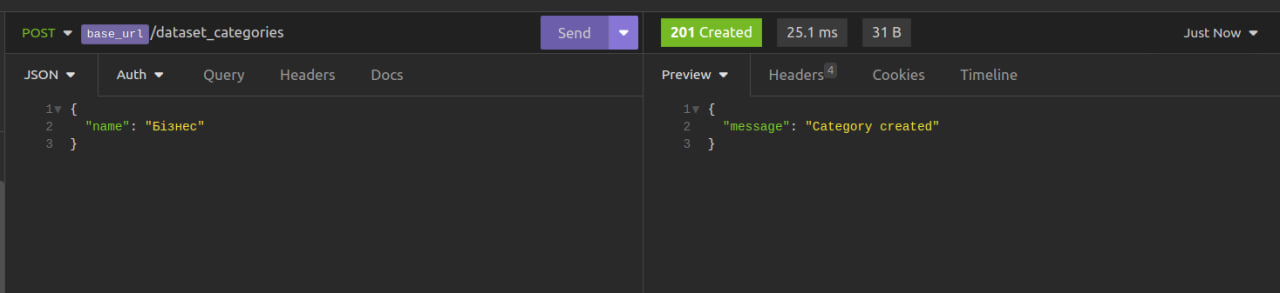 POST base_url/dataset_categories Send
201 Created 25.1 ms 31 B Just Now
JSON Auth Query Headers Docs
Preview Headers 4 Cookies Timeline
1 {
2 "name": "Бізнес"
3 }
1 {
2 "message": "Category created"
3 }